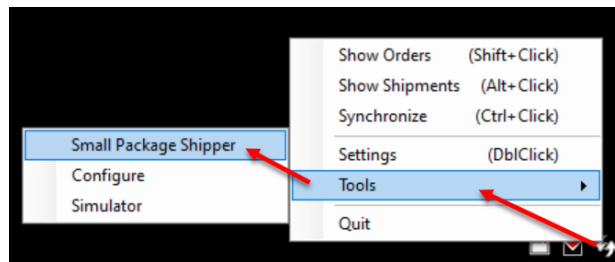 Show Orders (Shift+Click)
Show Shipments (Alt+Click)
Synchronize (Ctrl+Click)
Settings (DblClick)
Tools
Quit
Small Package Shipper
Configure
Simulator